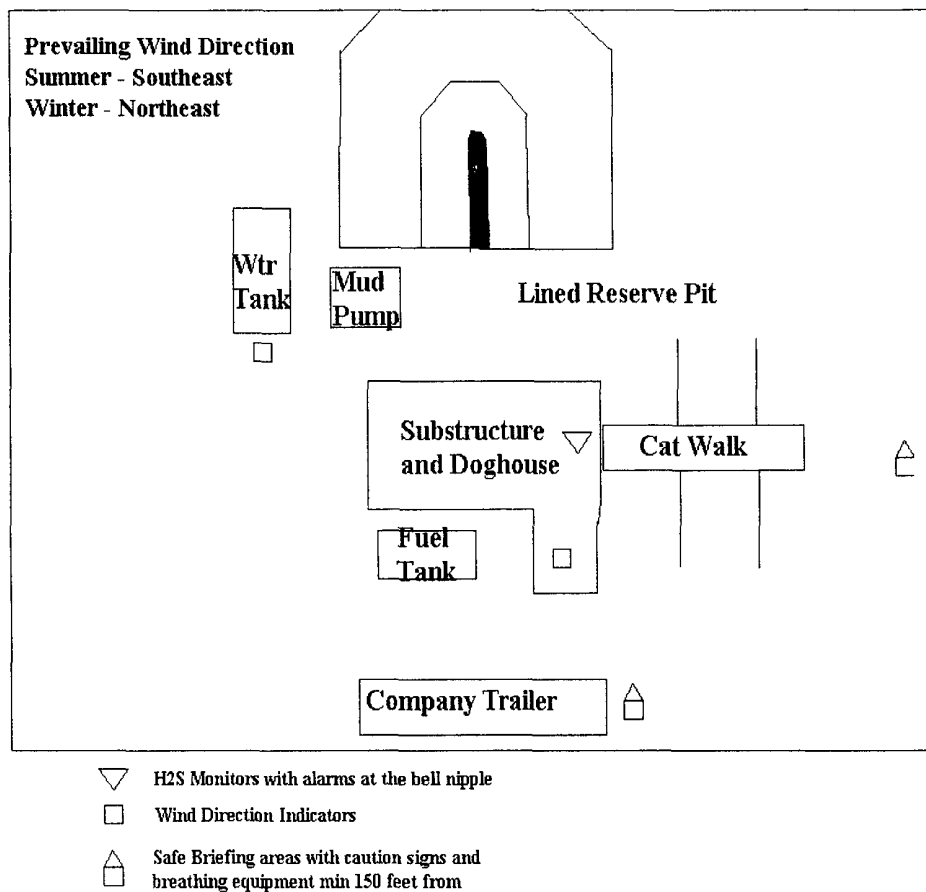 Prevailing Wind Direction
Summer - Southeast
Winter - Northeast
Wtr
Tank
Mud
Pump
Lined Reserve Pit
Substructure
and Doghouse
Cat Walk
Fuel
Tank
Company Trailer
H2S Monitors with alarms at the bell nipple
Wind Direction Indicators
Safe Briefing areas with caution signs and
breathing equipment min 150 feet from